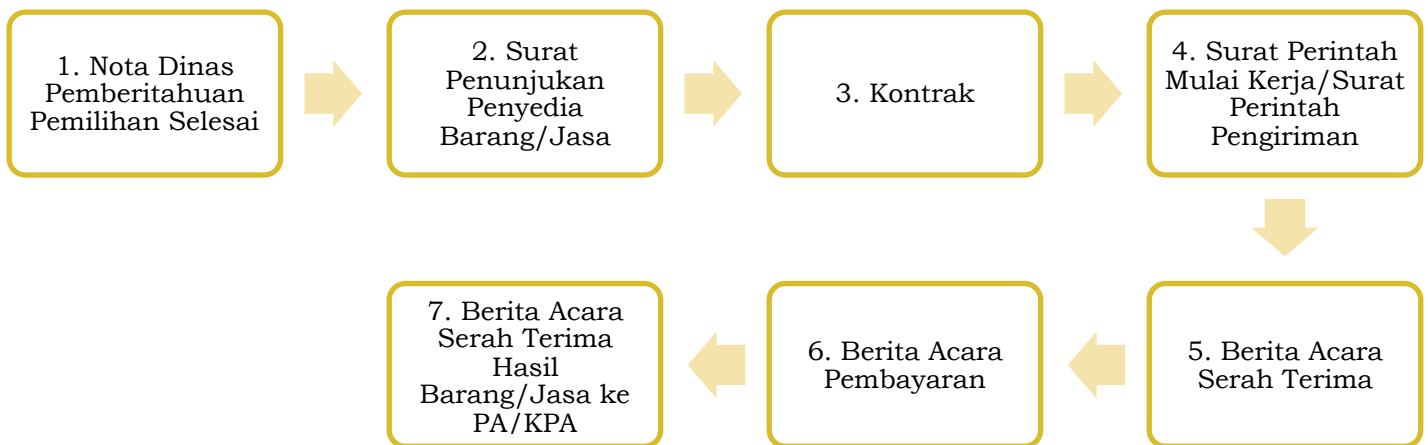 1. Nota Dinas
Pemberitahuan
Pemilihan Selesai
2. Surat
Penunjukan
Penyedia
Barang/Jasa
3. Kontrak
4. Surat Perintah
Mulai Kerja/Surat
Perintah
Pengiriman
5. Berita Acara
Serah Terima
6. Berita Acara
Pembayaran
7. Berita Acara
Serah Terima
Hasil
Barang/Jasa ke
PA/KPA